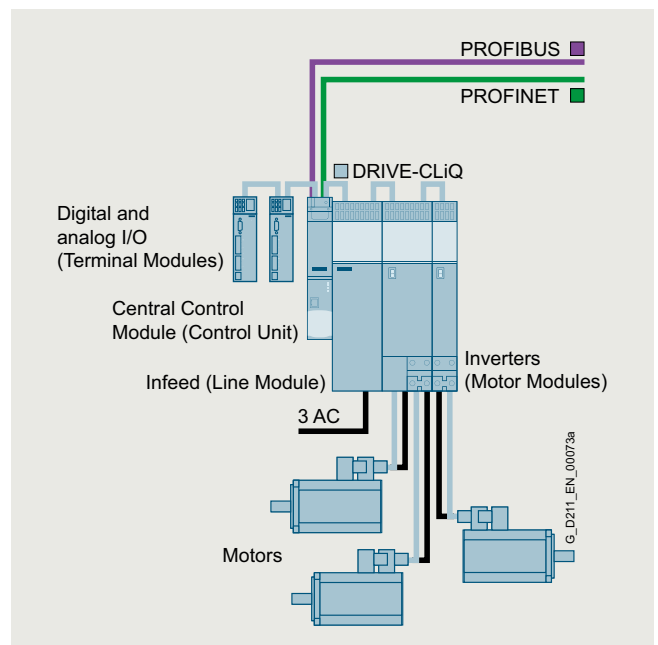 PROFIBUS
PROFINET
DRIVE-CLiQ
Digital and
analog I/O
(Terminal Modules)
Central Control
Module (Control Unit)
Infeed (Line Module)
Inverters
(Motor Modules)
3 AC
G_D211_EN_00073a
Motors